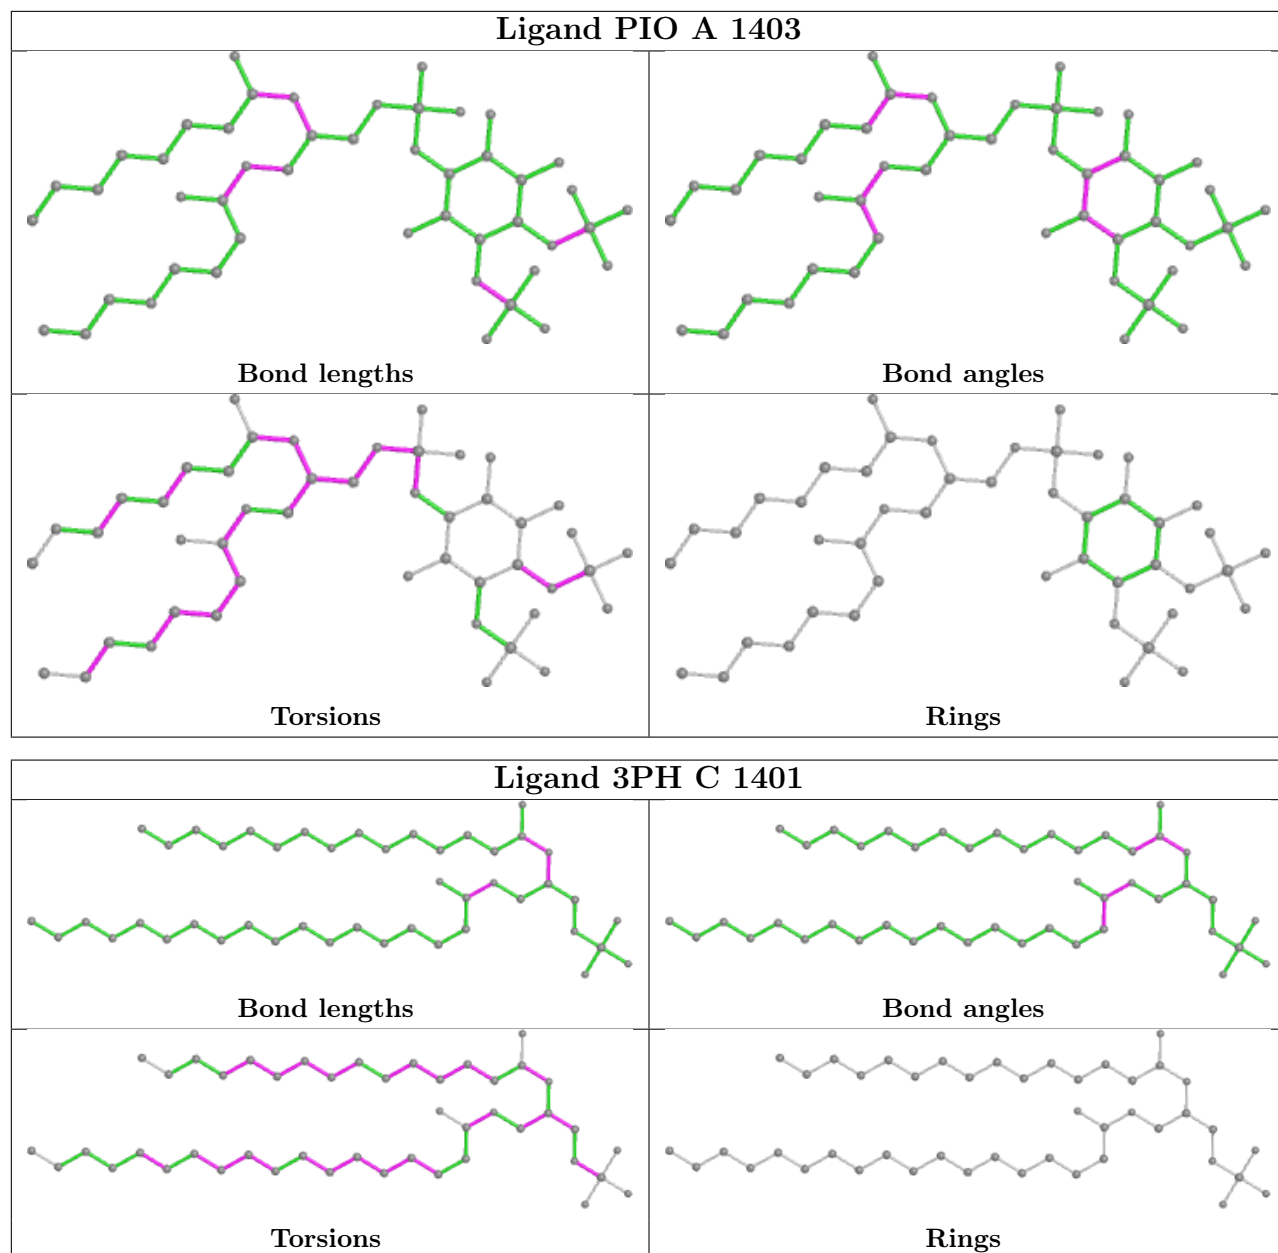 Ligand PIO A 1403
Bond lengths
Bond angles
Torsions
Rings
Ligand 3PH C 1401
Bond lengths
Bond angles
Torsions
Rings